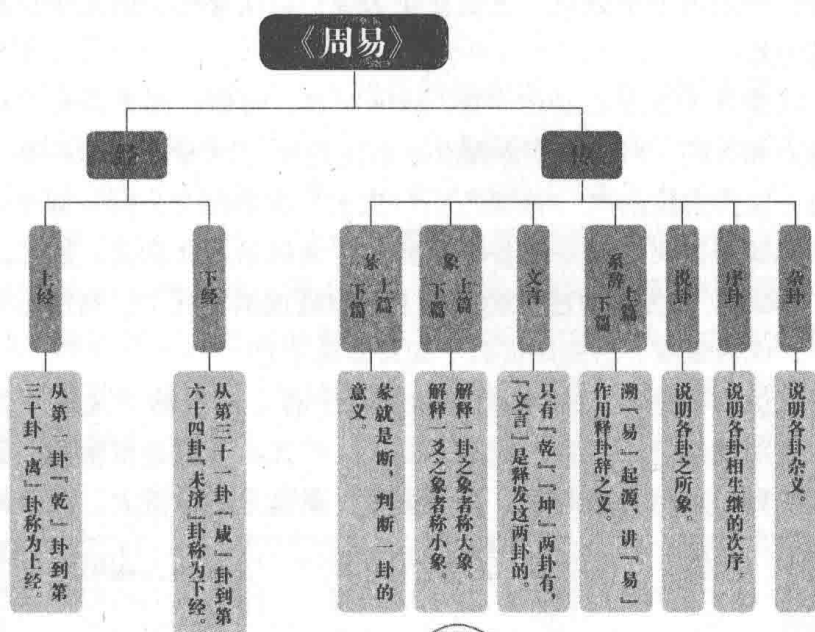 《周易》
经
传
上经
下经
彖 上篇
下篇
象 上篇
下篇
文言
系辞 上篇
下篇
说卦
序卦
杂卦
从第一卦「乾」卦到第
三十卦「离」卦称为上经。
从第三十一卦「咸」卦到第
六十四卦「未济」卦称为下经。
彖就是断，判断一卦的
意义。
解释一卦之象者称大象。
解释一爻之象者称小象。
只有「乾」、「坤」两卦有，
「文言」是释发这两卦的。
溯「易」起源、讲「易」
作用释卦辞之义。
说明各卦之所象。
说明各卦相生继的次序。
说明各卦杂义。